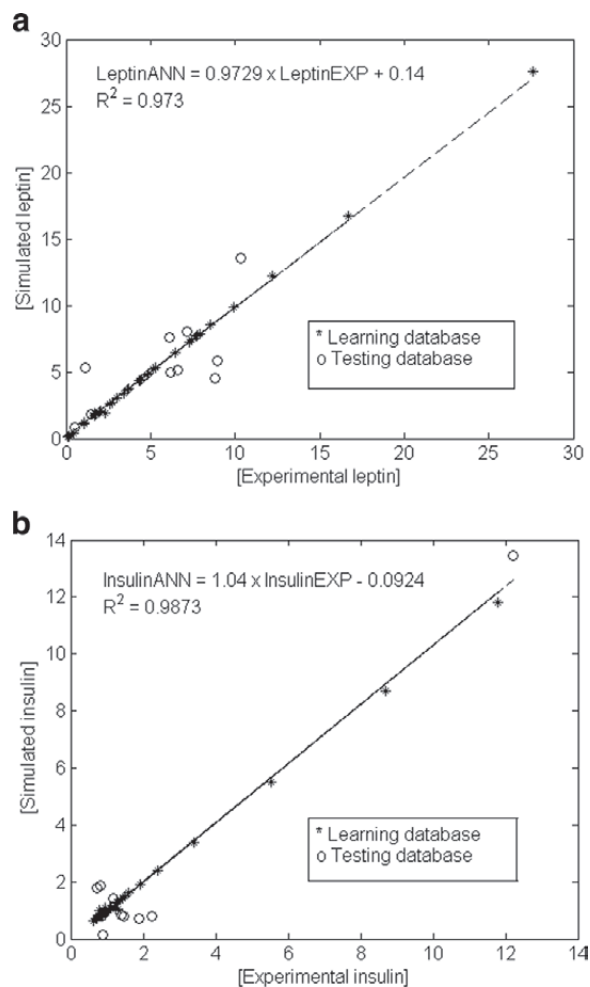 a
30
25
20
15
10
5
0
[Simulated leptin]
LeptinANN = 0.9729 x LeptinEXP + 0.14
R² = 0.973
* Learning database
o Testing database
0 5 10 15 20 25 30
[Experimental leptin]
b
14
12
10
8
6
4
2
0
[Simulated insulin]
InsulinANN = 1.04 x InsulinEXP - 0.0924
R² = 0.9873
* Learning database
o Testing database
0 2 4 6 8 10 12 14
[Experimental insulin]